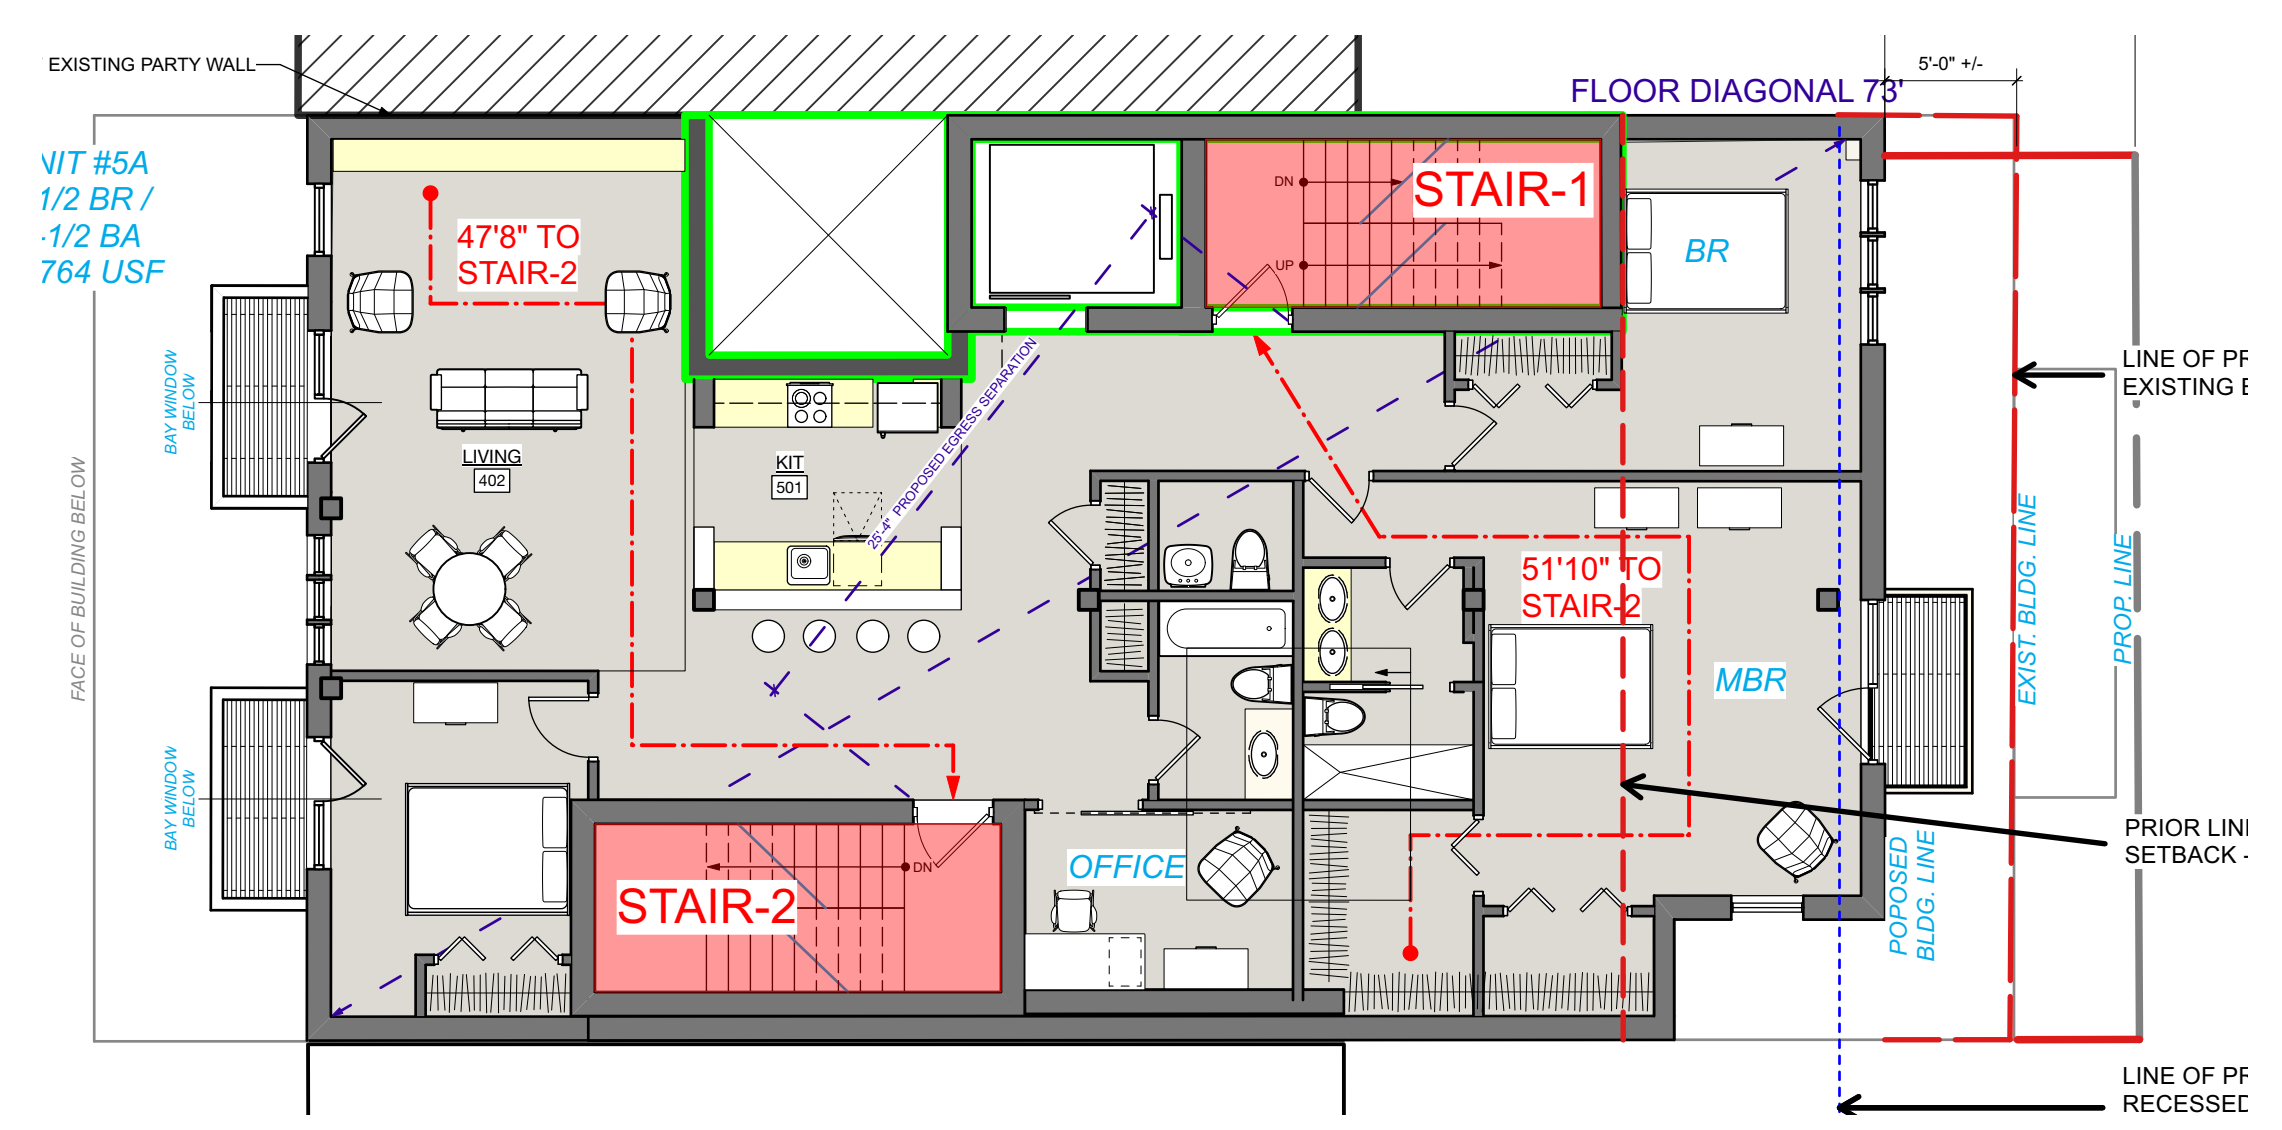 EXISTING PARTY WALL
5'-0" +/-
FLOOR DIAGONAL 73'
NIT #5A
1/2 BR /
-1/2 BA
764 USF
47'8" TO
STAIR-2
DN
STAIR-1
UP
BR
BAY WINDOW
BELOW
LIVING
402
KIT
501
25'-4" PROPOSED EGRESS SEPARATION
LINE OF PR
EXISTING E
FACE OF BUILDING BELOW
51'10" TO
STAIR-2
MBR
EXIST. BLDG. LINE
PROP. LINE
BAY WINDOW
BELOW
DN
STAIR-2
OFFICE
POPOSED
BLDG. LINE
PRIOR LIN
SETBACK -
LINE OF PR
RECESSED